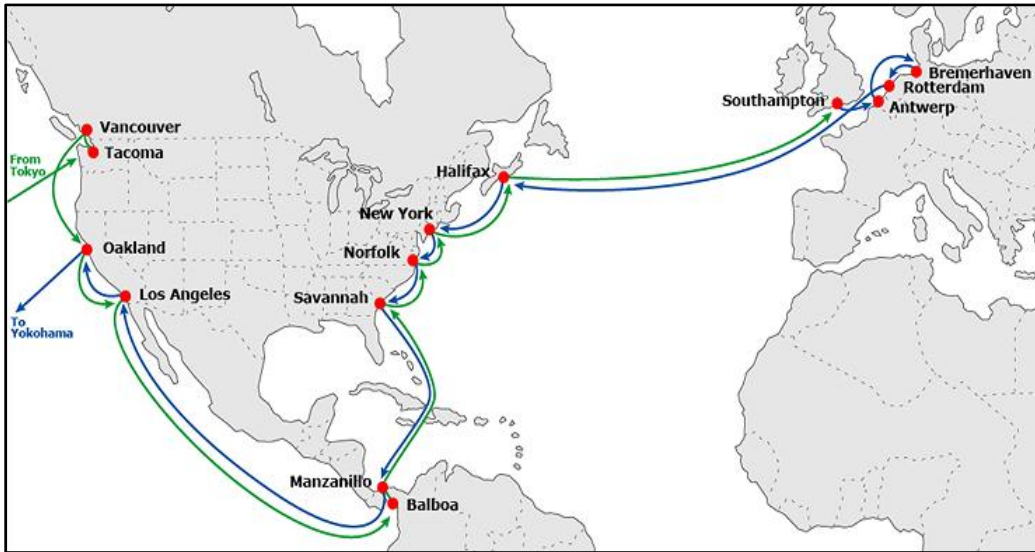 Vancouver
From
Tokyo
Tacoma
Oakland
Los Angeles
To
Yokohama
Halifax
New York
Norfolk
Savannah
Manzanillo
Balboa
Southampton
Bremerhaven
Rotterdam
Antwerp